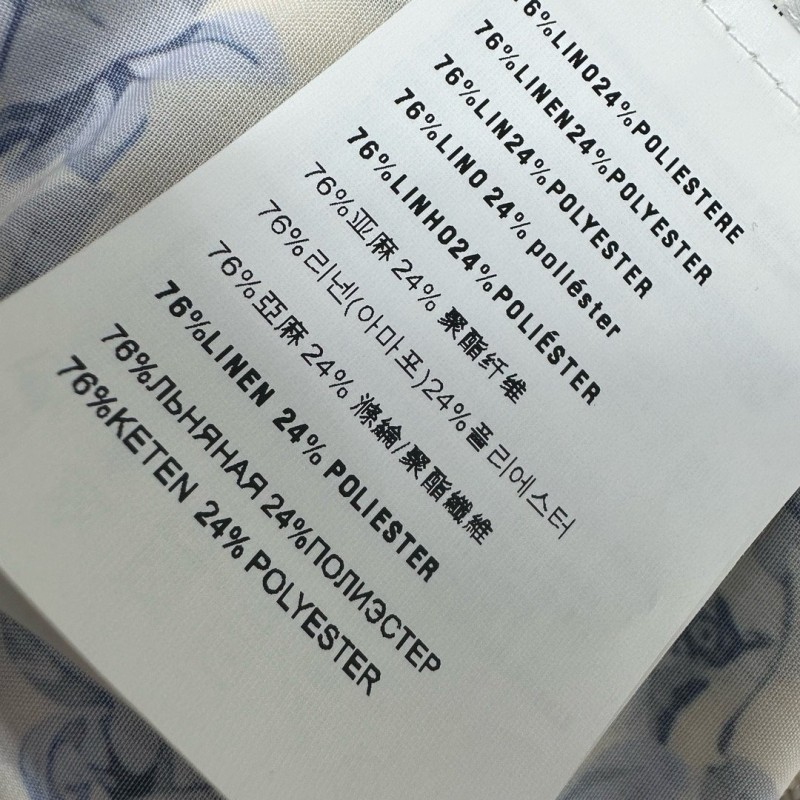 76%LINO24%POLIESTERE
76%LINEN24%POLYESTER
76%LIN24%POLYESTER
76%LINO 24% poliéster
76%LINHO24%POLIÉSTER
76%亚麻 24% 聚酯纤维
76%리넨(아마포)24%폴리에스터
76%亞麻 24% 滌綸/聚酯纖維
76%LINEN 24% POLIESTER
76%ЛЬНЯНАЯ 24%ПОЛИЭСТЕР
76%KETEN 24% POLYESTER